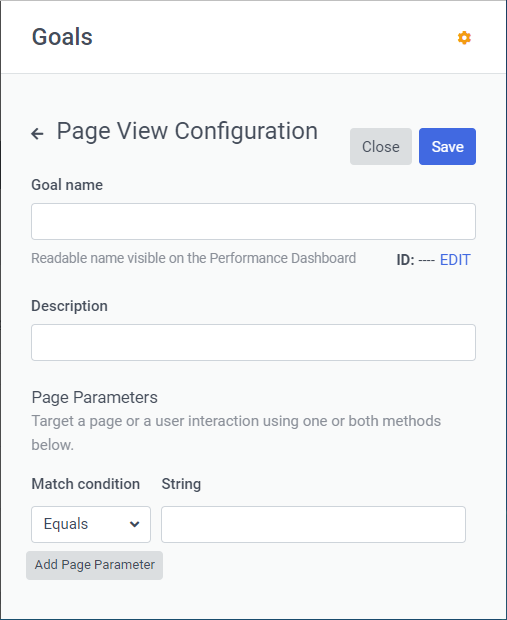 Goals
Page View Configuration
Close
Save
Goal name
Readable name visible on the Performance Dashboard
ID: ---- EDIT
Description
Page Parameters
Target a page or a user interaction using one or both methods
below.
Match condition
String
Equals
Add Page Parameter